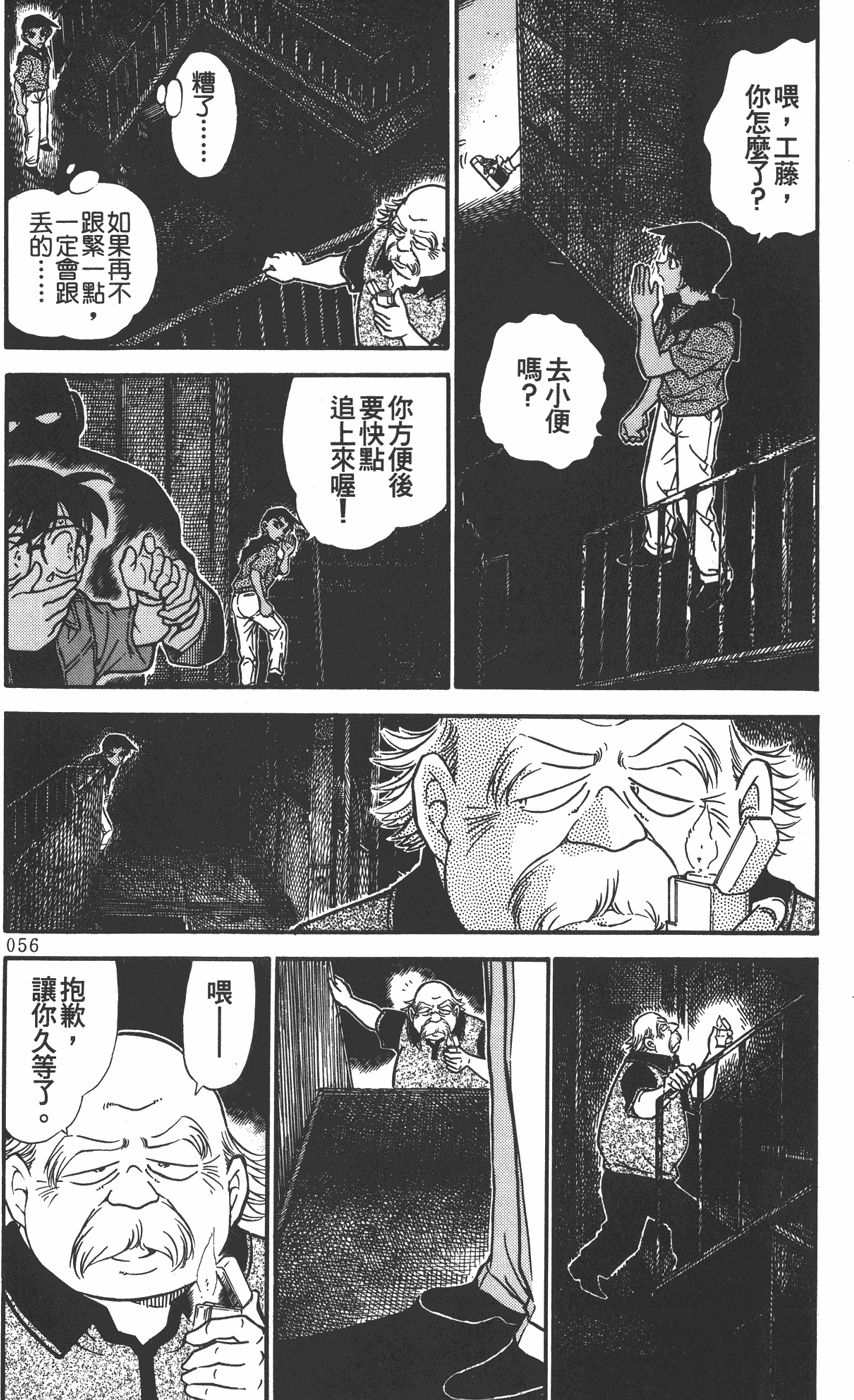 喂，工藤，
你怎麼了？
去小便
嗎？
糟了……
如果再不
跟緊一點，
一定會跟
丟的……
你方便後
要快點
追上來喔！
056
喂——
抱歉，
讓你久等了。